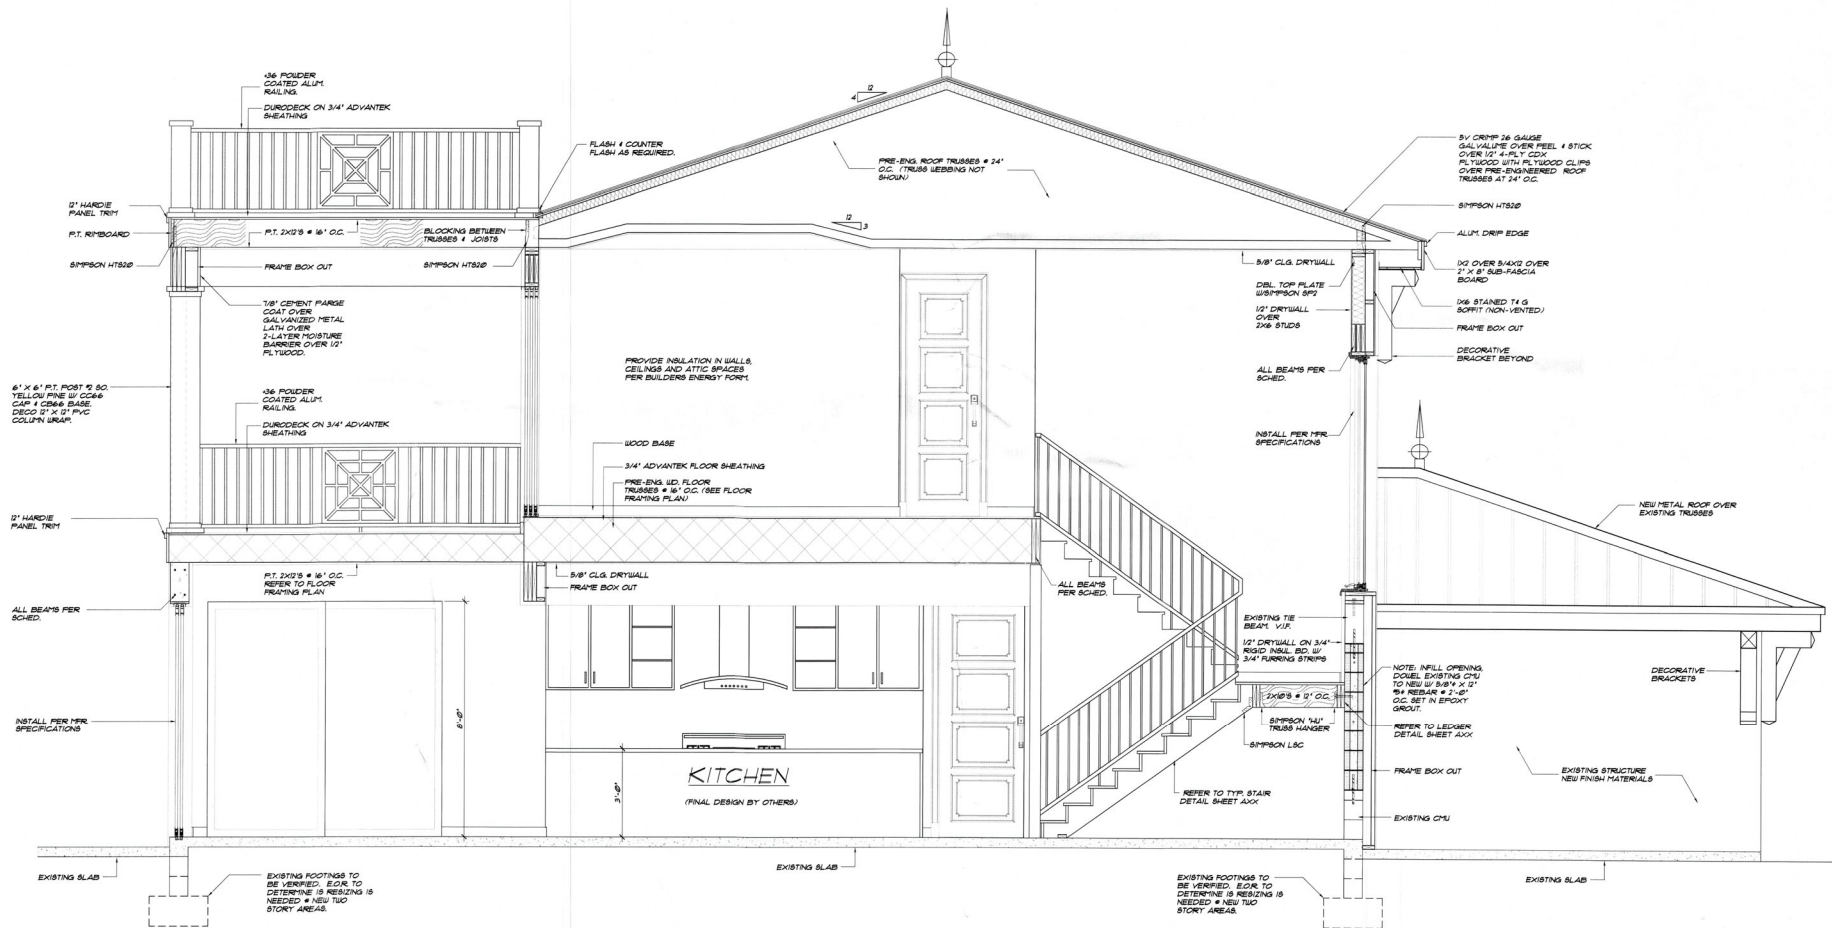 +36 POWDER
COATED ALUM.
RAILING.
DURODECK ON 3/4" ADVANTEK
SHEATHING
12" HARDIE
PANEL TRIM
P.T. RIMBOARD
P.T. 2X12'S @ 16" O.C.
BLOCKING BETWEEN
TRUSSES & JOISTS
SIMPSON HTS20
FRAME BOX OUT
SIMPSON HTS20
7/8" CEMENT PARGE
COAT OVER
GALVANIZED METAL
LATH OVER
2-LAYER MOISTURE
BARRIER OVER 1/2"
PLYWOOD.
6" X 6" P.T. POST #2 SO.
YELLOW PINE W/ CC66
CAP & CB66 BASE.
DECO 12" X 12" PVC
COLUMN WRAP.
+36 POWDER
COATED ALUM.
RAILING.
DURODECK ON 3/4" ADVANTEK
SHEATHING
12" HARDIE
PANEL TRIM
P.T. 2X12'S @ 16" O.C.
REFER TO FLOOR
FRAMING PLAN
ALL BEAMS PER
SCHED.
INSTALL PER MFR.
SPECIFICATIONS
8'-0"
EXISTING SLAB
EXISTING FOOTINGS TO
BE VERIFIED. E.O.R. TO
DETERMINE IS RESIZING IS
NEEDED @ NEW TWO
STORY AREAS.
FLASH & COUNTER
FLASH AS REQUIRED.
12
4
PRE-ENG. ROOF TRUSSES @ 24"
O.C. (TRUSS WEBBING NOT
SHOWN)
12
3
PROVIDE INSULATION IN WALLS,
CEILINGS AND ATTIC SPACES
PER BUILDERS ENERGY FORM.
WOOD BASE
3/4" ADVANTEK FLOOR SHEATHING
PRE-ENG. WD. FLOOR
TRUSSES @ 16" O.C. (SEE FLOOR
FRAMING PLAN)
5/8" CLG. DRYWALL
FRAME BOX OUT
KITCHEN
(FINAL DESIGN BY OTHERS)
3'-0"
EXISTING SLAB
ALL BEAMS
PER SCHED.
5V CRIMP 26 GAUGE
GALVALUME OVER PEEL & STICK
OVER 1/2" 4-PLY CDX
PLYWOOD WITH PLYWOOD CLIPS
OVER PRE-ENGINEERED ROOF
TRUSSES AT 24" O.C.
SIMPSON HTS20
ALUM. DRIP EDGE
1X2 OVER 5/4X12 OVER
2" X 8" SUB-FASCIA
BOARD
1X6 STAINED T&G
SOFFIT (NON-VENTED)
FRAME BOX OUT
DECORATIVE
BRACKET BEYOND
5/8" CLG. DRYWALL
DBL. TOP PLATE
W/SIMPSON SP2
1/2" DRYWALL
OVER
2X6 STUDS
ALL BEAMS PER
SCHED.
INSTALL PER MFR.
SPECIFICATIONS
NEW METAL ROOF OVER
EXISTING TRUSSES
EXISTING TIE
BEAM. V.I.F.
1/2" DRYWALL ON 3/4"
RIGID INSUL. BD. W/
3/4" FURRING STRIPS
2X10'S @ 12" O.C.
SIMPSON "HU"
TRUSS HANGER
SIMPSON LSC
REFER TO TYP. STAIR
DETAIL SHEET AXX
NOTE: INFILL OPENING,
DOWEL EXISTING CMU
TO NEW W/ 5/8"φ X 12"
#5φ REBAR @ 2'-0"
O.C. SET IN EPOXY
GROUT.
REFER TO LEDGER
DETAIL SHEET AXX
FRAME BOX OUT
EXISTING CMU
DECORATIVE
BRACKETS
EXISTING STRUCTURE
NEW FINISH MATERIALS
EXISTING FOOTINGS TO
BE VERIFIED. E.O.R. TO
DETERMINE IS RESIZING IS
NEEDED @ NEW TWO
STORY AREAS.
EXISTING SLAB